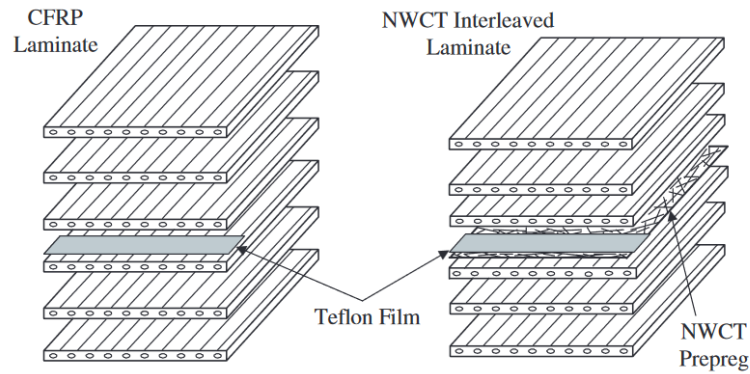 CFRP
Laminate
NWCT Interleaved
Laminate
Teflon Film
NWCT
Prepreg